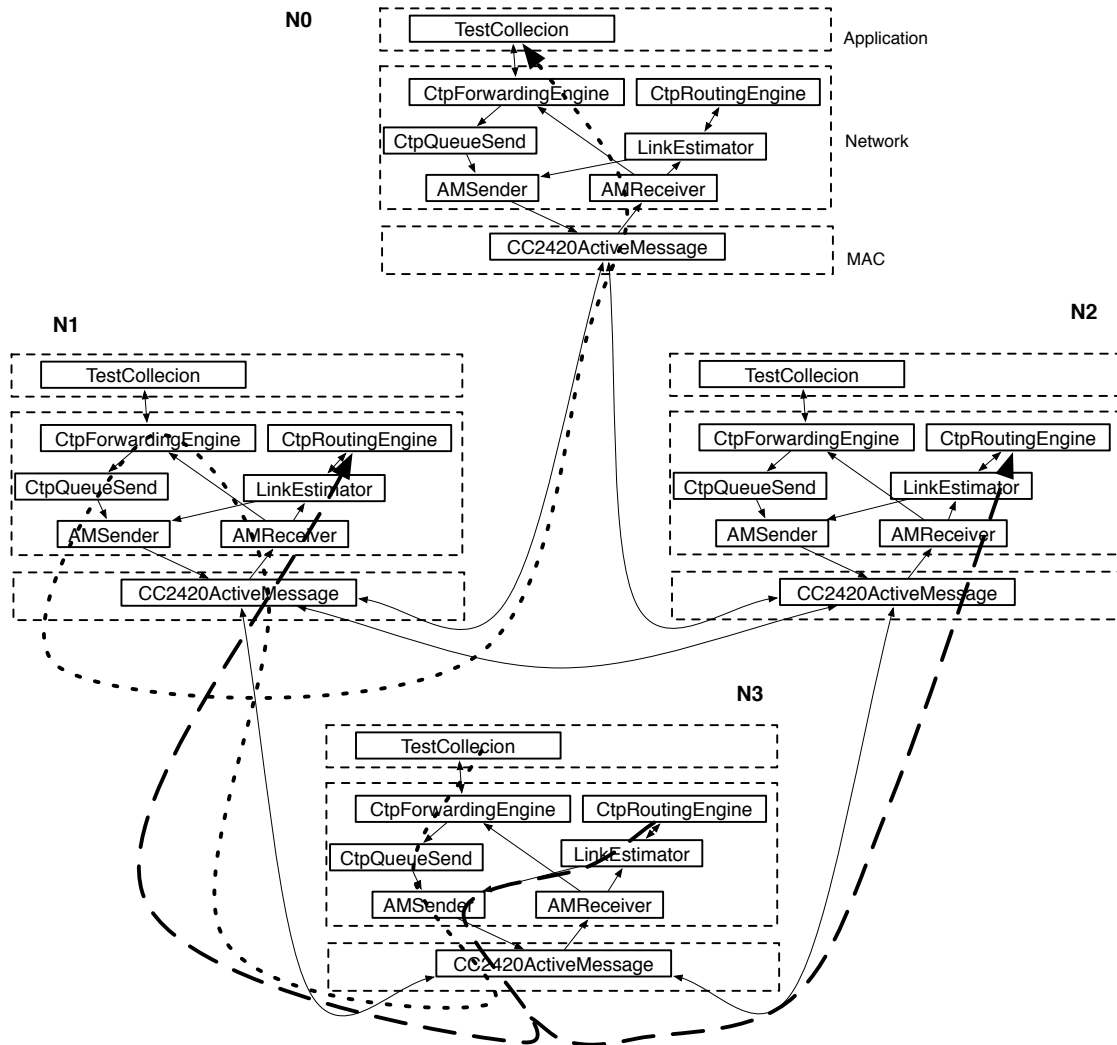 N0
TestCollecion
Application
CtpForwardingEngine
CtpRoutingEngine
CtpQueueSend
LinkEstimator
Network
AMSender
AMReceiver
CC2420ActiveMessage
MAC
N1
TestCollecion
CtpForwardingEngine
CtpRoutingEngine
CtpQueueSend
LinkEstimator
AMSender
AMReceiver
CC2420ActiveMessage
N2
TestCollecion
CtpForwardingEngine
CtpRoutingEngine
CtpQueueSend
LinkEstimator
AMSender
AMReceiver
CC2420ActiveMessage
N3
TestCollecion
CtpForwardingEngine
CtpRoutingEngine
CtpQueueSend
LinkEstimator
AMSender
AMReceiver
CC2420ActiveMessage